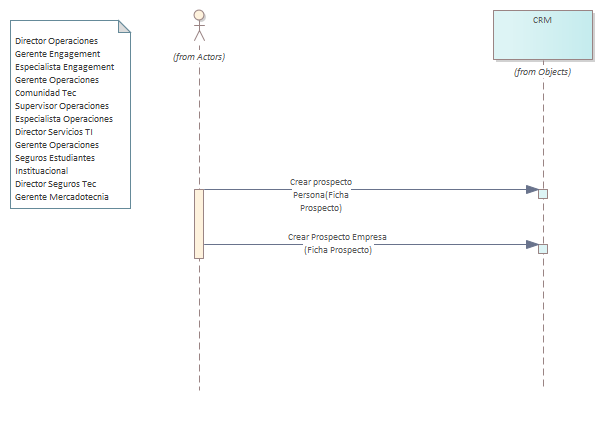 Director Operaciones
Gerente Engagement
Especialista Engagement
Gerente Operaciones
Comunidad Tec
Supervisor Operaciones
Especialista Operaciones
Director Servicios TI
Gerente Operaciones
Seguros Estudiantes
Instituacional
Director Seguros Tec
Gerente Mercadotecnia
(from Actors)
CRM
(from Objects)
Crear prospecto
Persona(Ficha
Prospecto)
Crear Prospecto Empresa
(Ficha Prospecto)